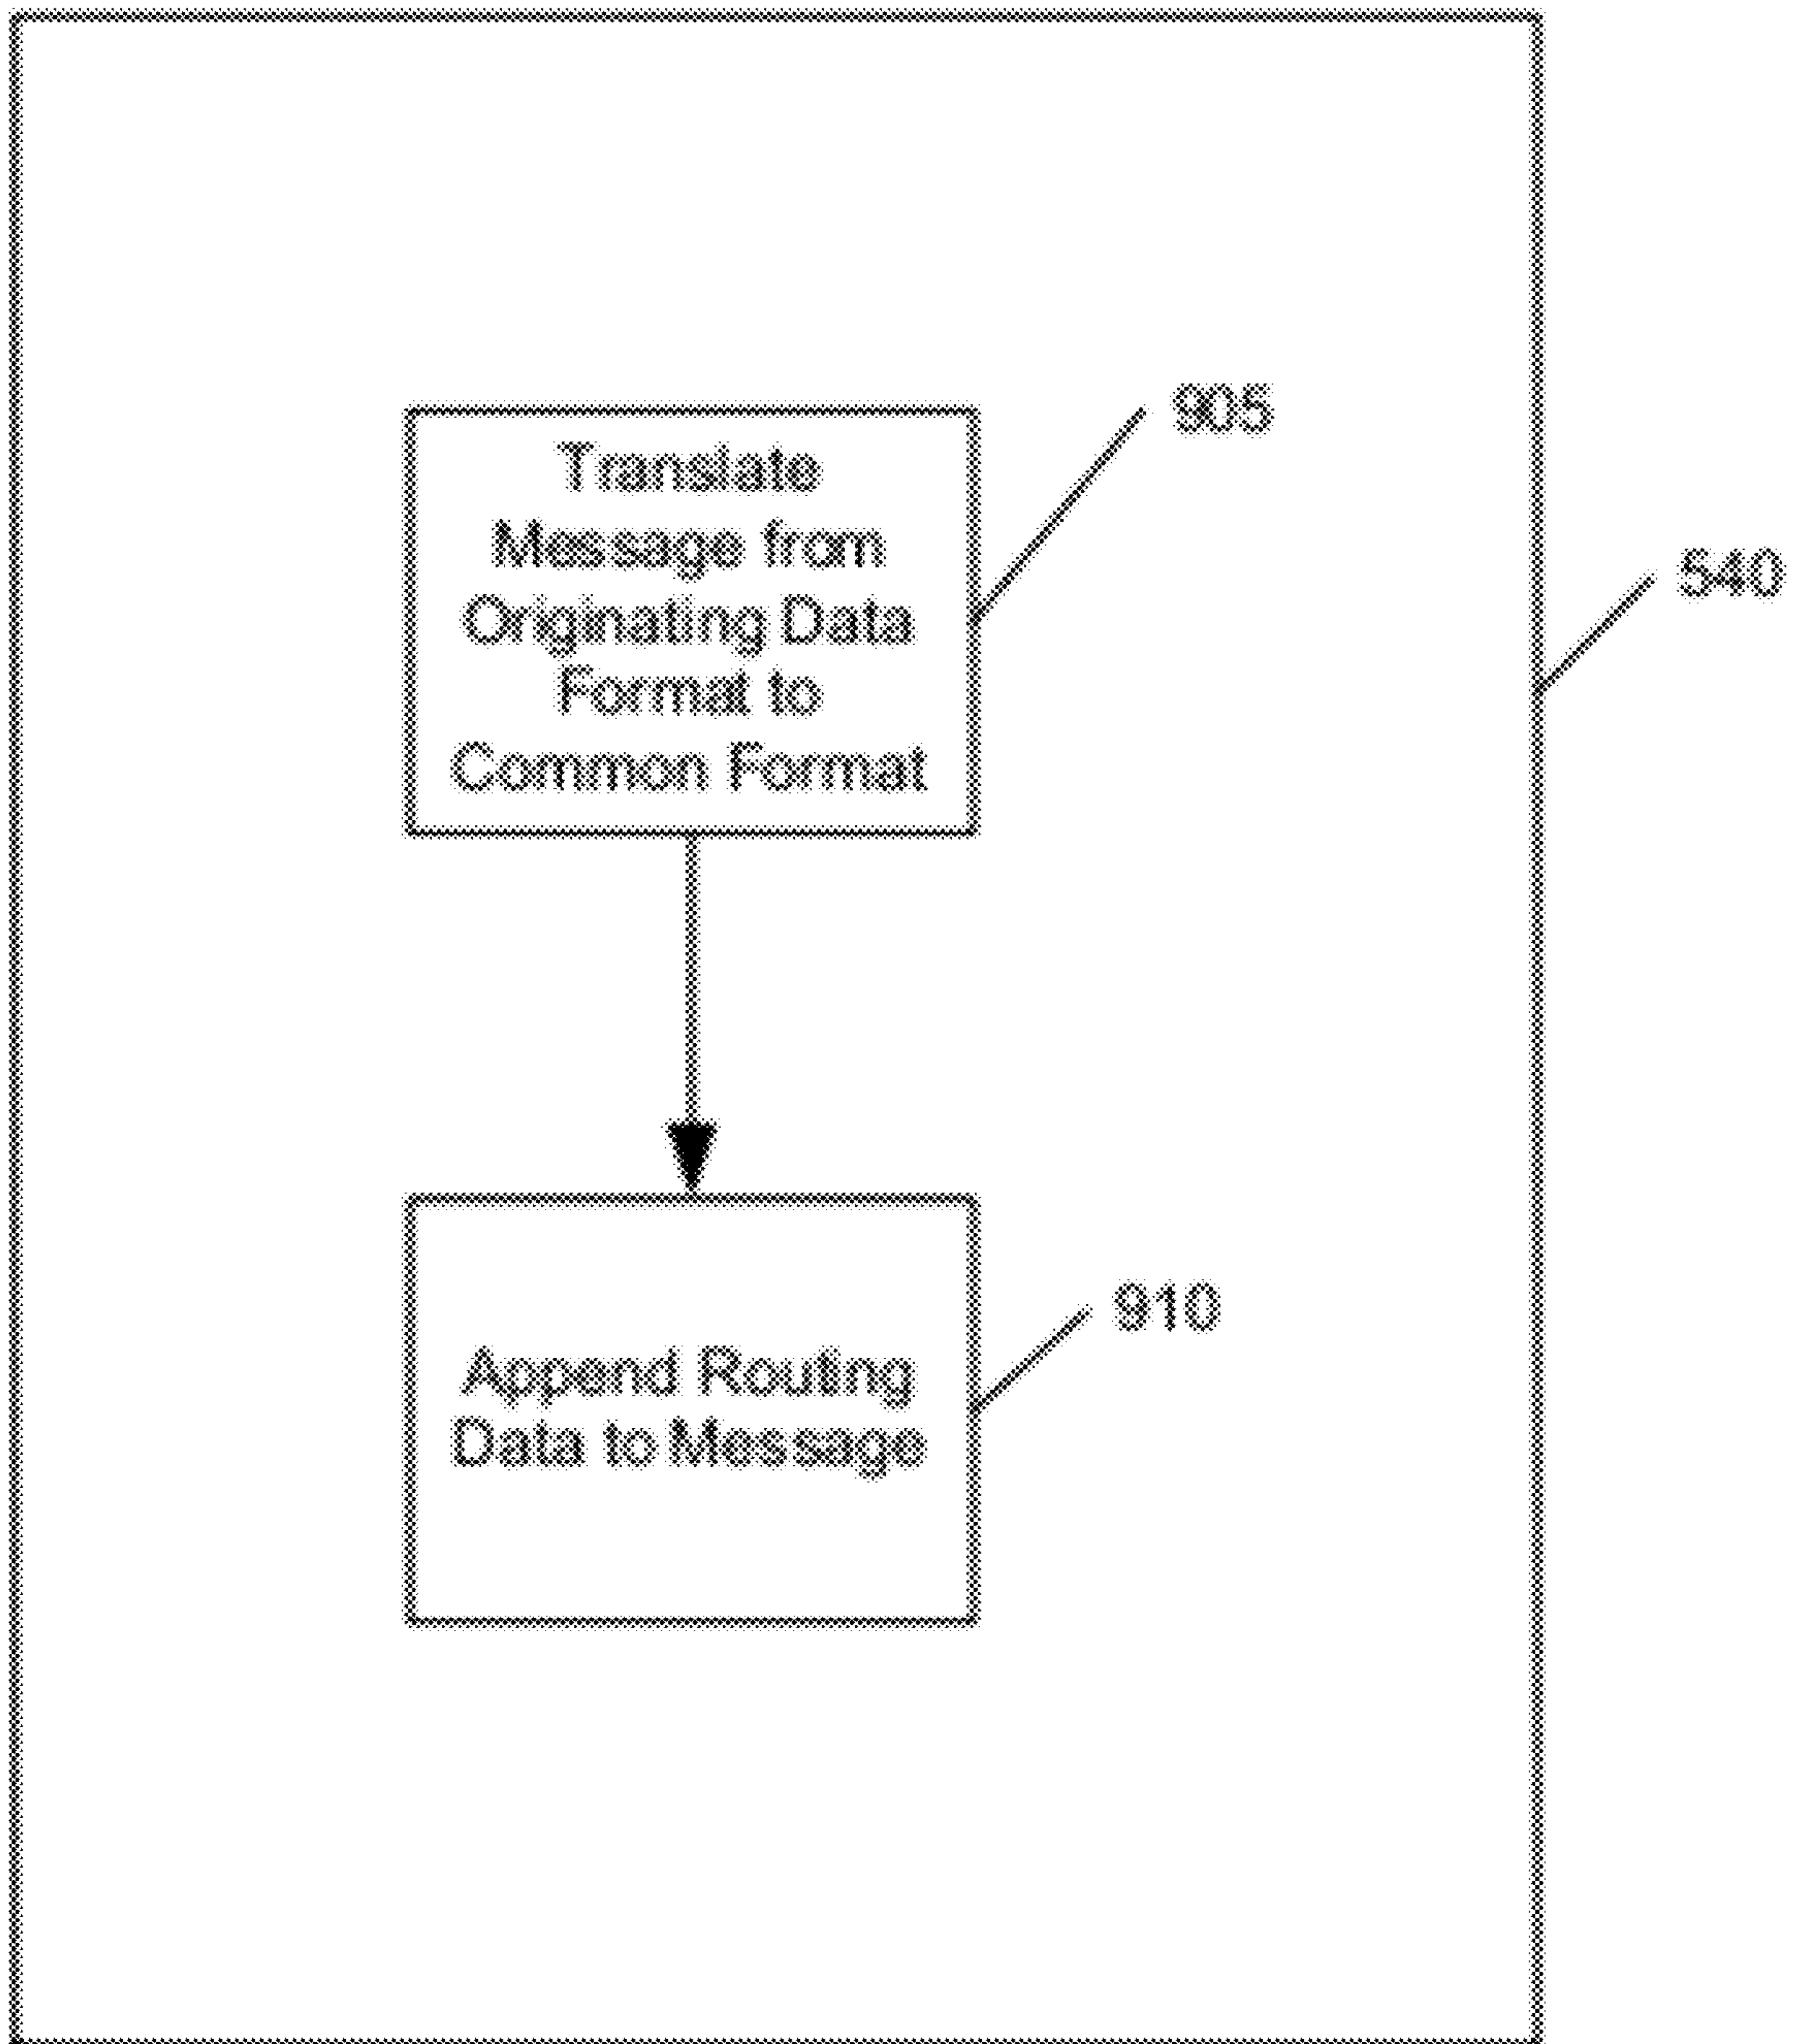 905
Translate
Message from
Originating Data
Format to
Common Format
540
910
Append Routing
Data to Message